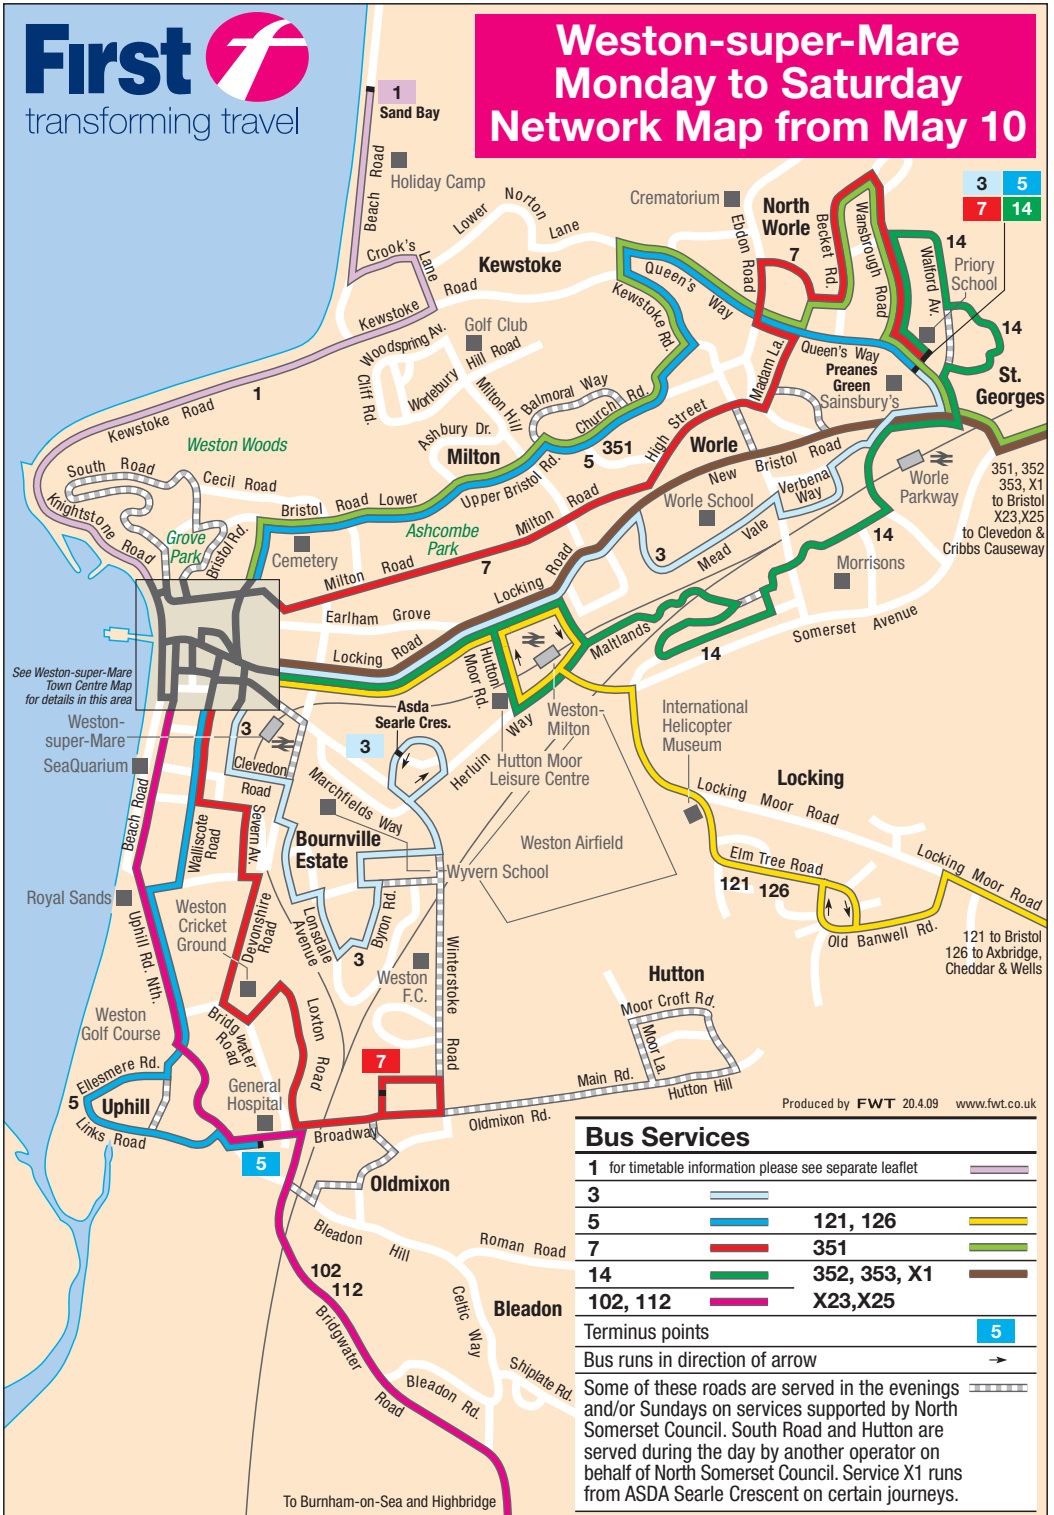 First
transforming travel
Weston-super-Mare
Monday to Saturday
Network Map from May 10
1
Sand Bay
Beach Road
Holiday Camp
Crook's Lane
Lower Norton Lane
Kewstoke
Kewstoke Road
Crematorium
Ebdon Road
North
Worle
Becket Rd.
Wansbrough Road
7
3
5
7
14
14
Walford Av.
Priory
School
14
Queen's Way
Kewstoke Rd.
Golf Club
Woodspring Av.
Worlebury Hill Road
Cliff Rd.
Milton Hill
Ashbury Dr.
Balmoral Way
Church Rd.
Madam La.
Queen's Way
Preanes
Green
Sainsbury's
St.
Georges
1
Kewstoke Road
Weston Woods
Milton
351
5
High Street
Worle
New Bristol Road
Verbena
Way
Worle
Parkway
351, 352
353, X1
to Bristol
X23,X25
to Clevedon &
Cribbs Causeway
South Road
Cecil Road
Knightstone Road
Grove
Park
Bristol Rd.
Bristol Road Lower
Upper Bristol Rd.
Cemetery
Ashcombe
Park
Milton Road
7
Milton Road
Worle School
3
Mead Vale
14
Morrisons
Earlham Grove
Locking Road
Locking Road
Maltlands
14
Somerset Avenue
See Weston-super-Mare
Town Centre Map
for details in this area
Hutton
Moor Rd.
Weston-
Milton
Way
Herluin
Asda
Searle Cres.
3
Weston-
super-Mare
3
SeaQuarium
Clevedon
Road
Hutton Moor
Leisure Centre
International
Helicopter
Museum
Locking
Locking Moor Road
Beach Road
Walliscote
Road
Severn Av.
Marchfields Way
Bournville
Estate
Weston Airfield
Wyvern School
Elm Tree Road
121
126
Locking Moor Road
Old Banwell Rd.
121 to Bristol
126 to Axbridge,
Cheddar & Wells
Royal Sands
Weston
Cricket
Ground
Devonshire
Road
Lonsdale
Avenue
Byron Rd.
3
Winterstoke Road
Weston
F.C.
Uphill Rd. Nth.
Weston
Golf Course
Bridgwater
Road
Loxton Road
7
Hutton
Moor Croft Rd.
Moor La.
Main Rd.
Hutton Hill
Ellesmere Rd.
5
Uphill
Links Road
General
Hospital
5
Broadway
Oldmixon Rd.
Oldmixon
Produced by FWT 20.4.09 www.fwt.co.uk
Bleadon Hill
Roman Road
102
112
Bridgwater Road
Celtic Way
Bleadon
Shiplate Rd.
Bleadon Rd.
To Burnham-on-Sea and Highbridge
Bus Services
1 for timetable information please see separate leaflet
3
5 121, 126
7 351
14 352, 353, X1
102, 112 X23,X25
Terminus points 5
Bus runs in direction of arrow
Some of these roads are served in the evenings
and/or Sundays on services supported by North
Somerset Council. South Road and Hutton are
served during the day by another operator on
behalf of North Somerset Council. Service X1 runs
from ASDA Searle Crescent on certain journeys.